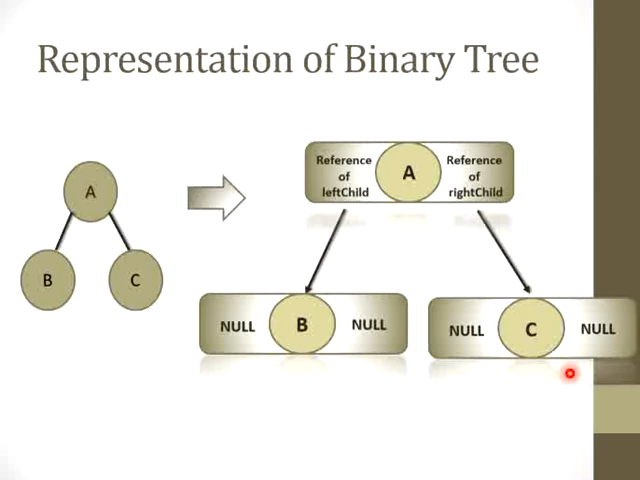 Representation of Binary Tree
A
B
C
Reference
of
leftChild
A
Reference
of
rightChild
NULL
B
NULL
NULL
C
NULL